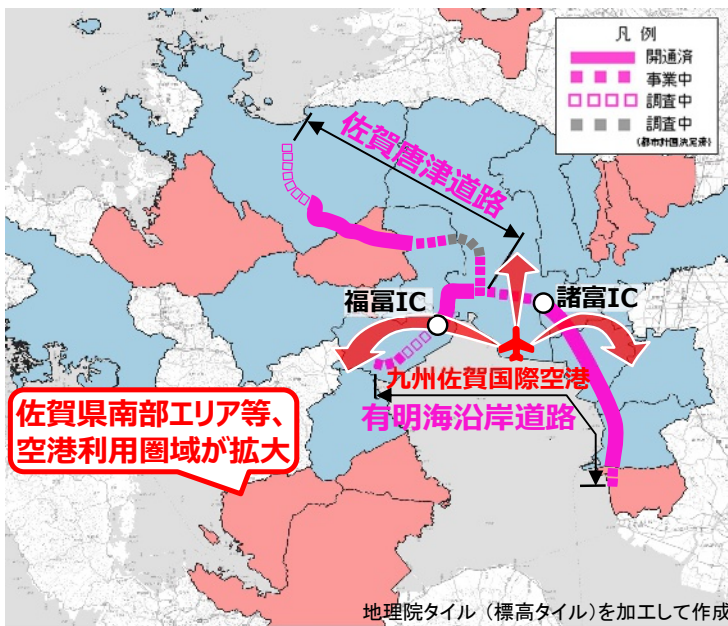 凡 例
開通済
事業中
調査中
調査中
(都市計画決定済)
佐賀唐津道路
福富IC
諸富IC
九州佐賀国際空港
有明海沿岸道路
佐賀県南部エリア等、
空港利用圏域が拡大
地理院タイル（標高タイル）を加工して作成